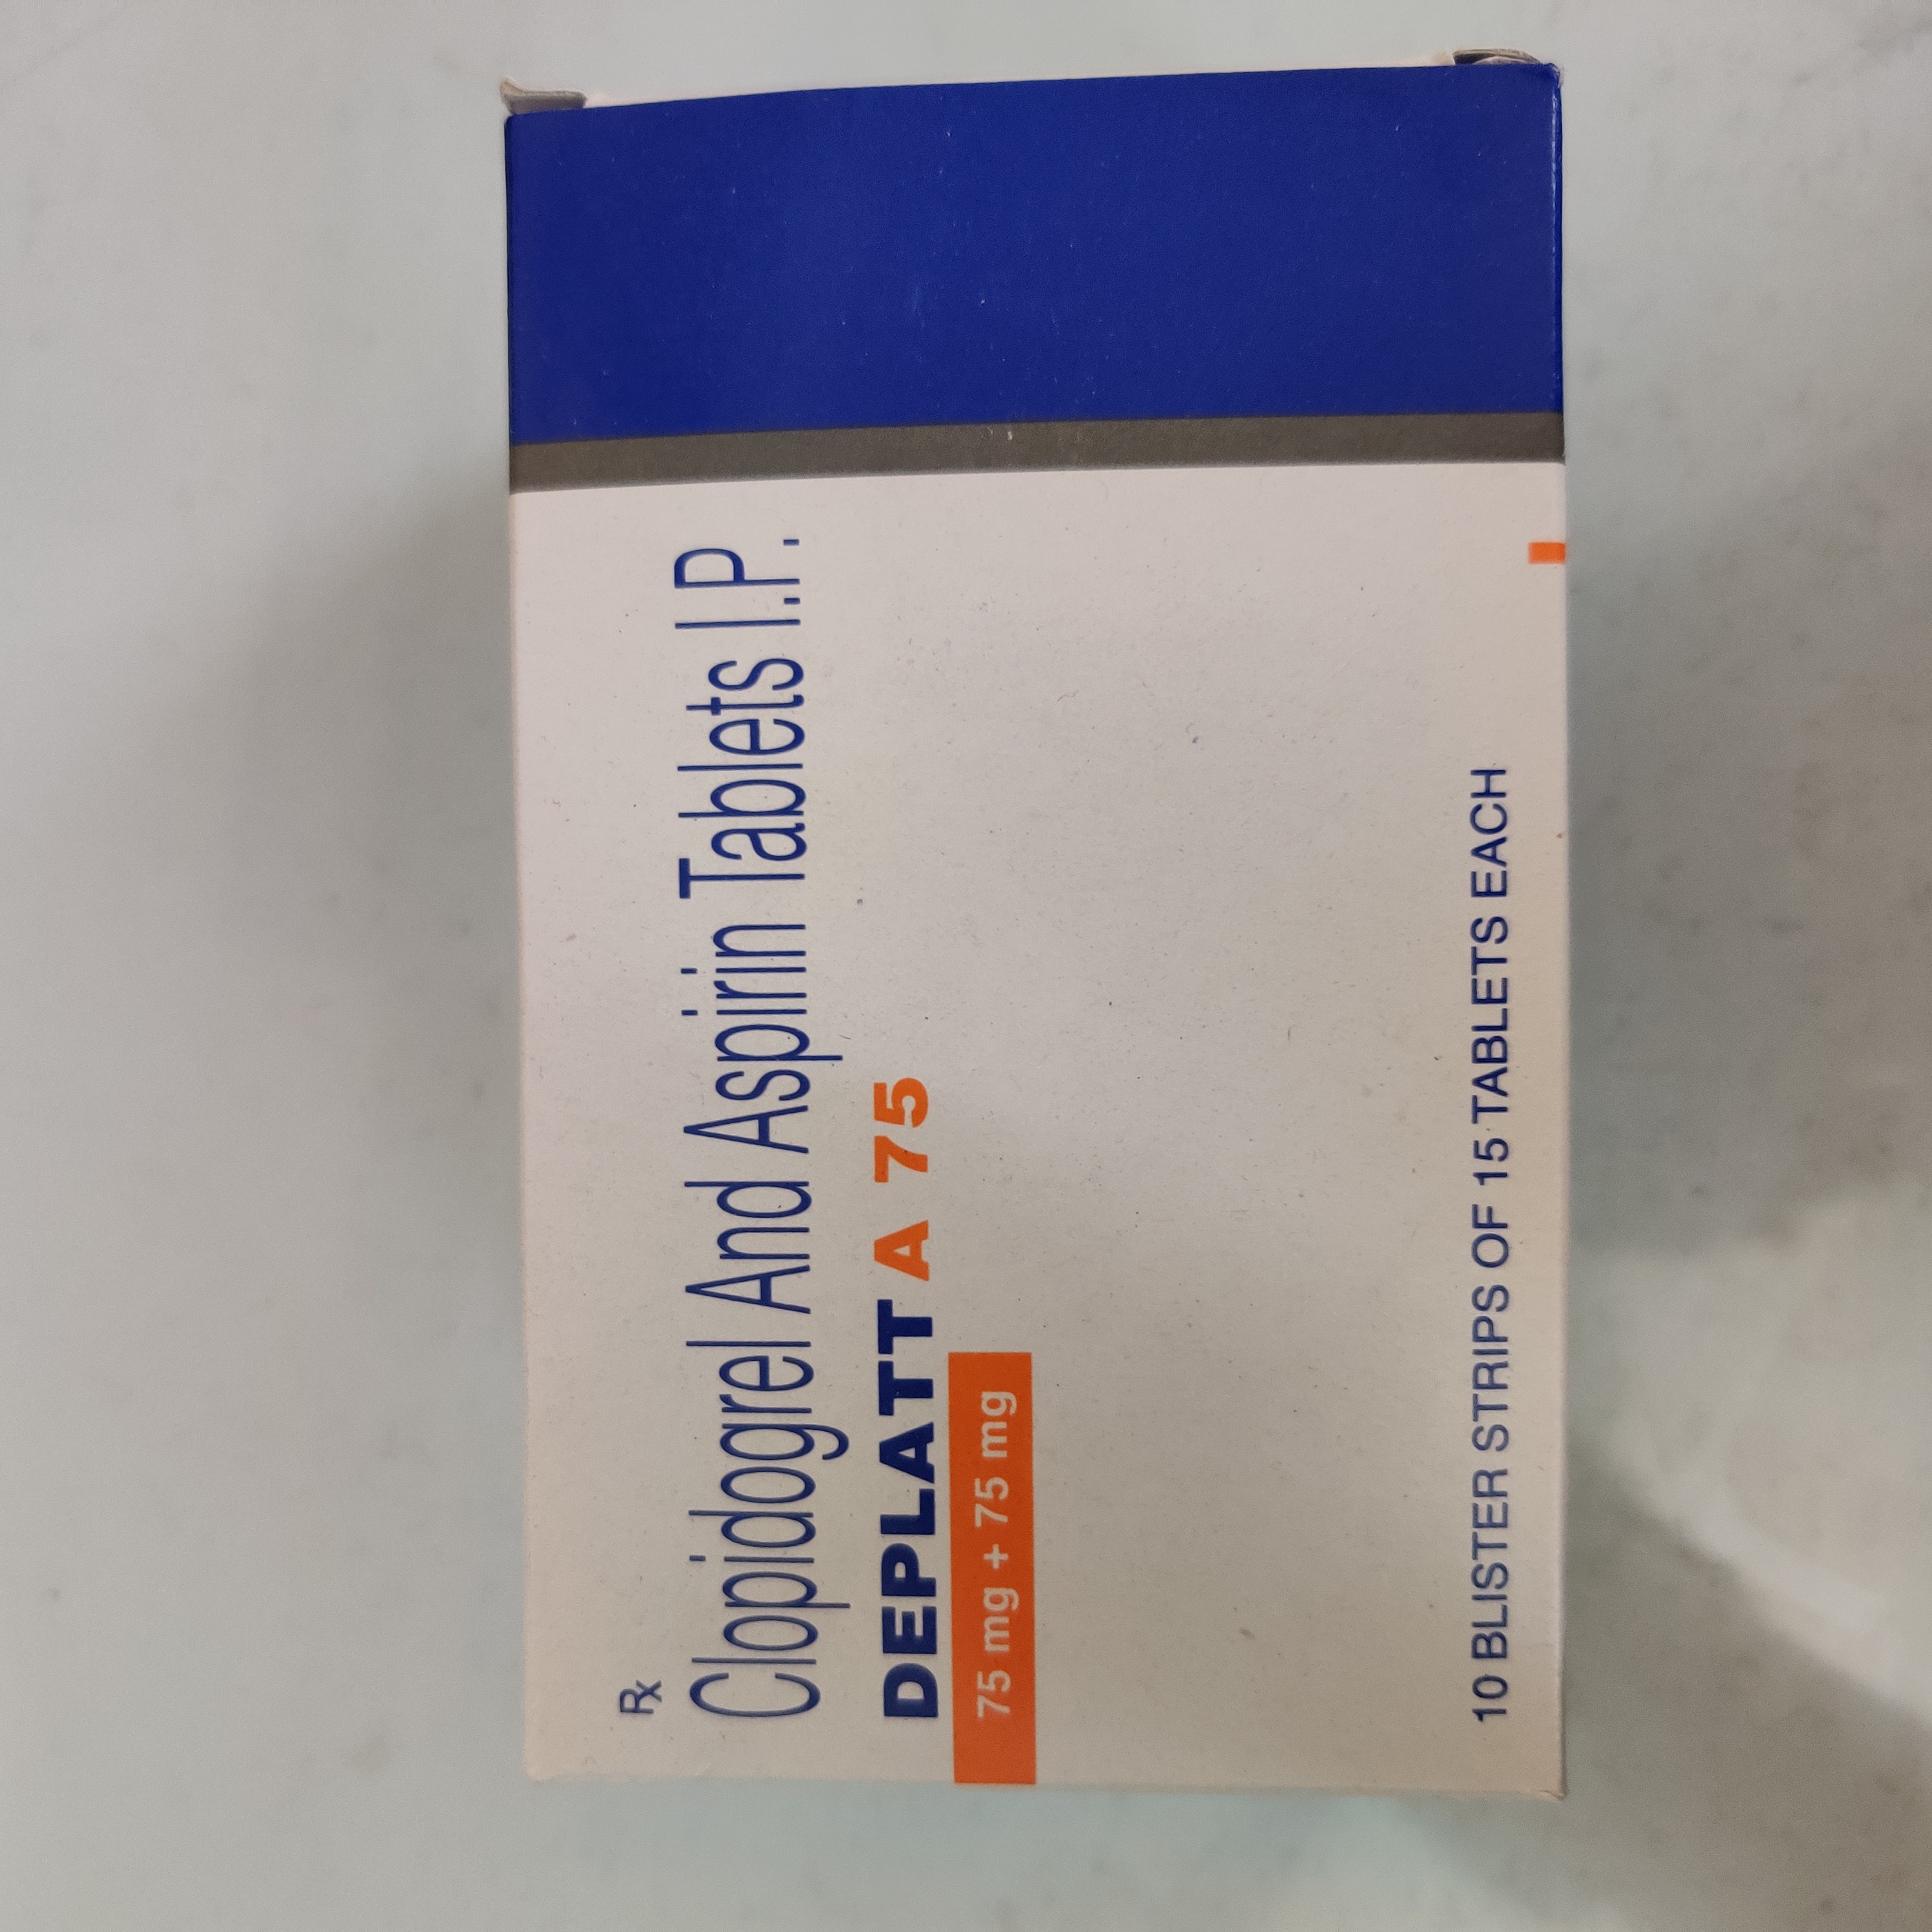 Rx
Clopidogrel And Aspirin Tablets I.P.
DEPLATT A 75
75 mg + 75 mg
10 BLISTER STRIPS OF 15 TABLETS EACH